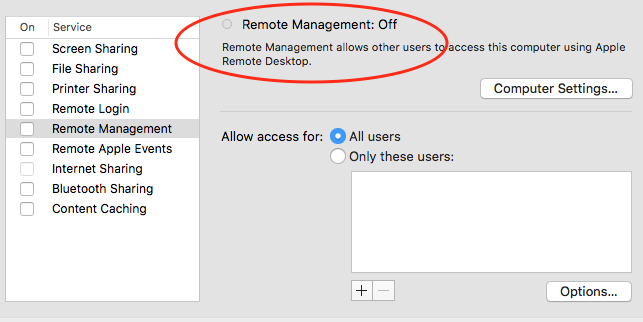 On Service
Screen Sharing
File Sharing
Printer Sharing
Remote Login
Remote Management
Remote Apple Events
Internet Sharing
Bluetooth Sharing
Content Caching
Remote Management: Off
Remote Management allows other users to access this computer using Apple
Remote Desktop.
Computer Settings...
Allow access for: All users
Only these users:
+ −
Options...